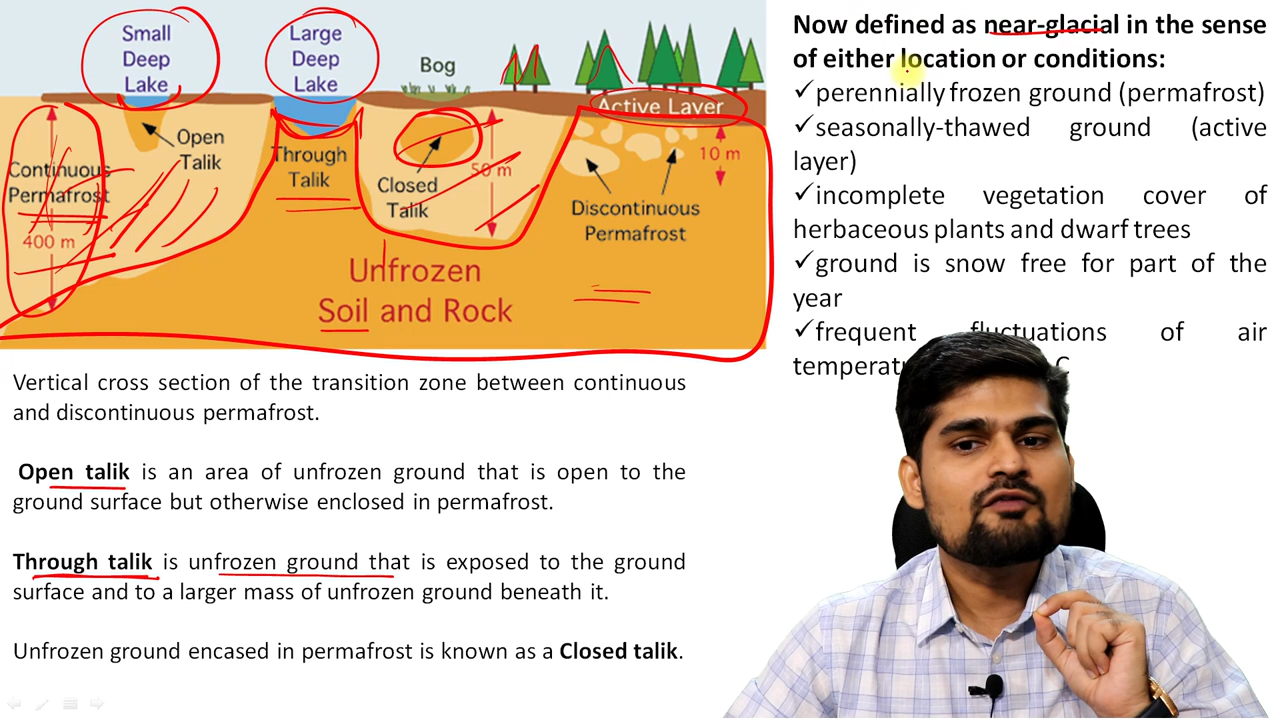 Small
Deep
Lake
Large
Deep
Lake
Bog
Active Layer
Open
Talik
Continuous
Permafrost
400 m
Through
Talik
Closed
Talik
50 m
10 m
Discontinuous
Permafrost
Unfrozen
Soil and Rock
Vertical cross section of the transition zone between continuous
and discontinuous permafrost.
Open talik is an area of unfrozen ground that is open to the
ground surface but otherwise enclosed in permafrost.
Through talik is unfrozen ground that is exposed to the ground
surface and to a larger mass of unfrozen ground beneath it.
Unfrozen ground encased in permafrost is known as a Closed talik.
Now defined as near-glacial in the sense
of either location or conditions:
✓perennially frozen ground (permafrost)
✓seasonally-thawed ground (active
layer)
✓incomplete vegetation cover of
herbaceous plants and dwarf trees
✓ground is snow free for part of the
year
✓frequent fluctuations of air
C